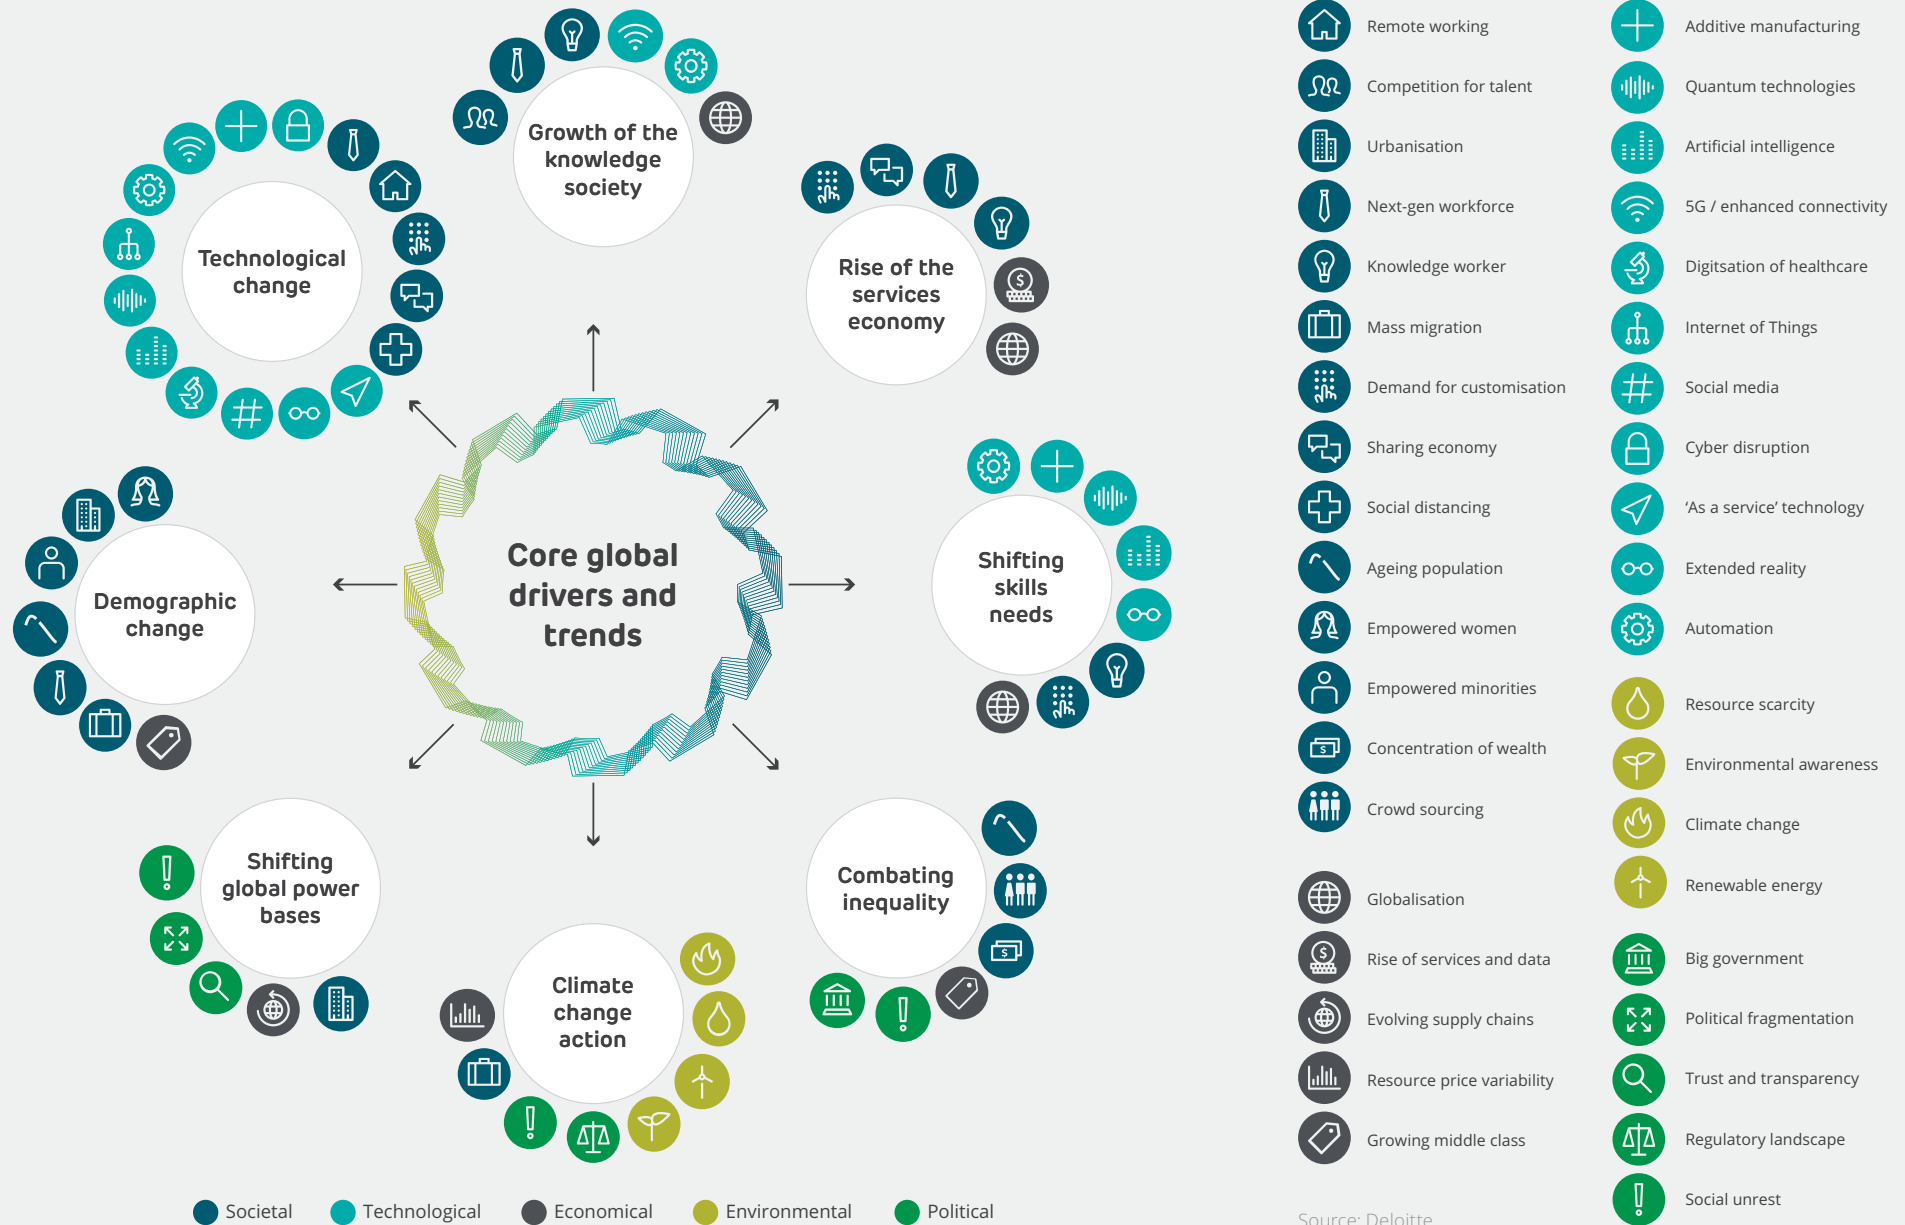 Growth of the
knowledge
society
Technological
change
Rise of the
services
economy
Core global
drivers and
trends
Shifting
skills
needs
Demographic
change
Shifting
global power
bases
Combating
inequality
Climate
change
action
Societal
Technological
Economical
Environmental
Political
Remote working
Competition for talent
Urbanisation
Next-gen workforce
Knowledge worker
Mass migration
Demand for customisation
Sharing economy
Social distancing
Ageing population
Empowered women
Empowered minorities
Concentration of wealth
Crowd sourcing
Globalisation
Rise of services and data
Evolving supply chains
Resource price variability
Growing middle class
Additive manufacturing
Quantum technologies
Artificial intelligence
5G / enhanced connectivity
Digitsation of healthcare
Internet of Things
Social media
Cyber disruption
‘As a service’ technology
Extended reality
Automation
Resource scarcity
Environmental awareness
Climate change
Renewable energy
Big government
Political fragmentation
Trust and transparency
Regulatory landscape
Social unrest
Source: Deloitte